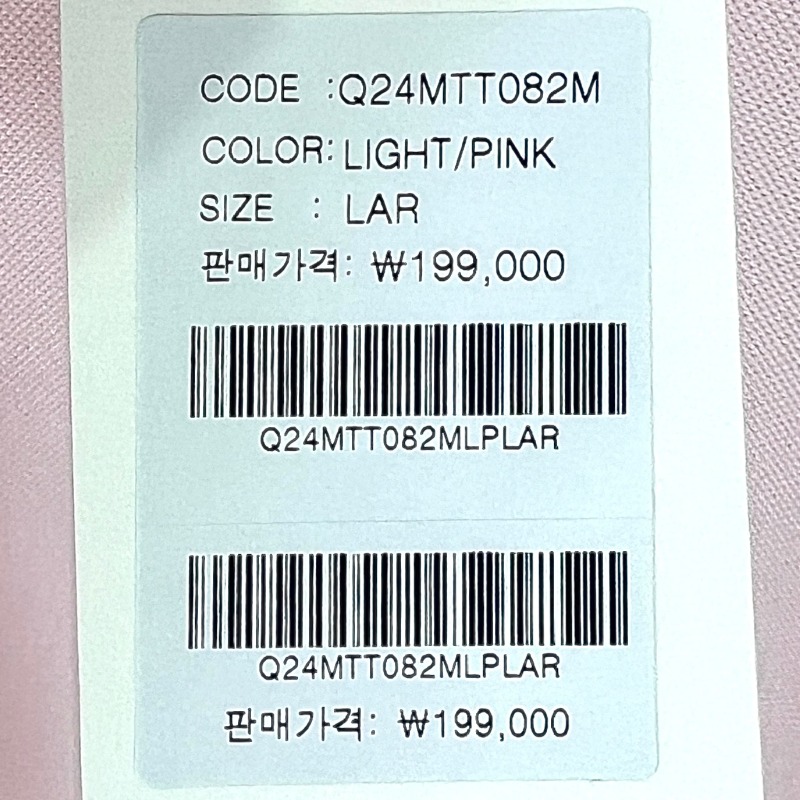 CODE :Q24MTT082M
COLOR: LIGHT/PINK
SIZE : LAR
판매가격: ₩199,000
Q24MTT082MLPLAR
Q24MTT082MLPLAR
판매가격: ₩199,000